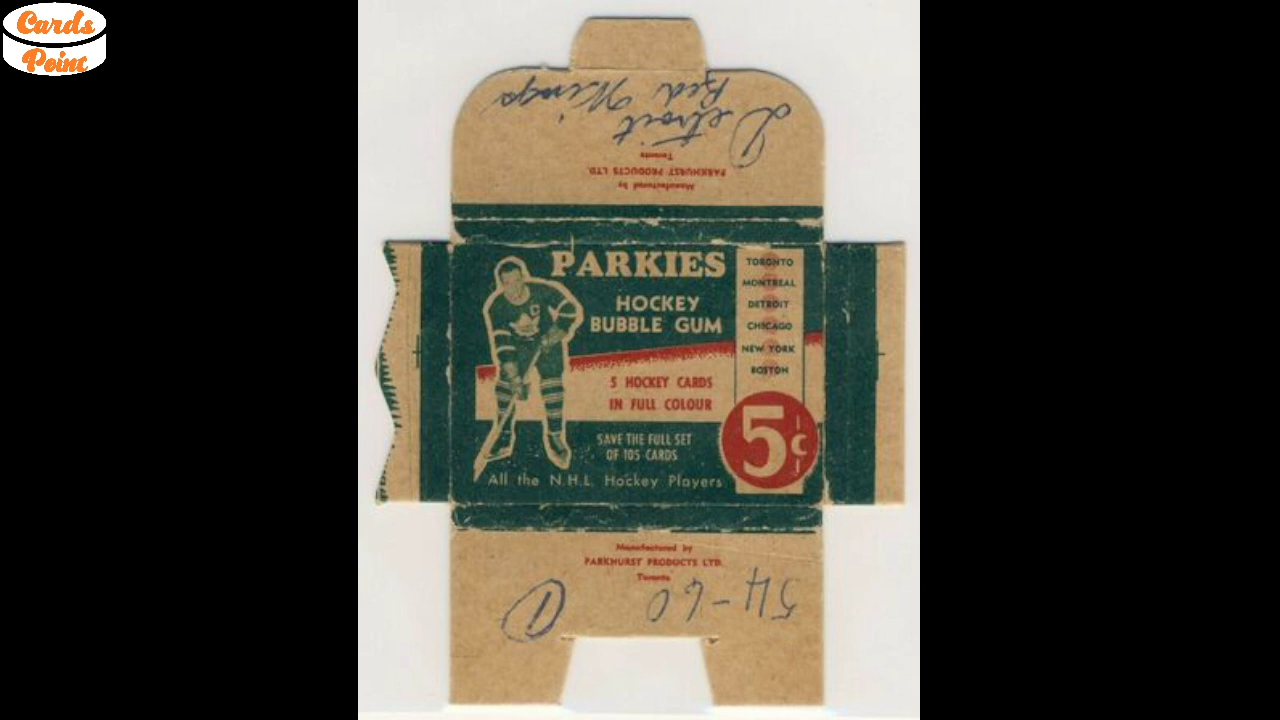 Cards
Point
Detroit
Red Wings
Manufactured by
PARKHURST PRODUCTS LTD.
Toronto
PARKIES
HOCKEY
BUBBLE GUM
5 HOCKEY CARDS
IN FULL COLOUR
SAVE THE FULL SET
OF 105 CARDS
All the N.H.L. Hockey Players
TORONTO
MONTREAL
DETROIT
CHICAGO
NEW YORK
BOSTON
5¢
C
Manufactured by
PARKHURST PRODUCTS LTD.
Toronto
54-60
1